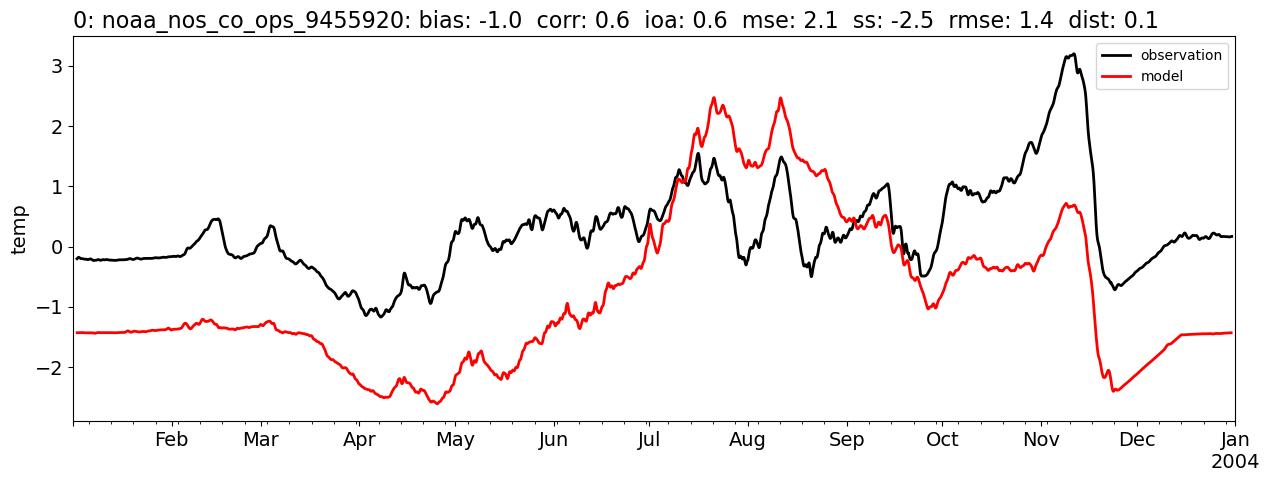 0: noaa_nos_co_ops_9455920: bias: -1.0  corr: 0.6  ioa: 0.6  mse: 2.1  ss: -2.5  rmse: 1.4  dist: 0.1
observation
model
3
2
1
0
−1
−2
temp
Feb Mar Apr May Jun Jul Aug Sep Oct Nov Dec Jan
2004